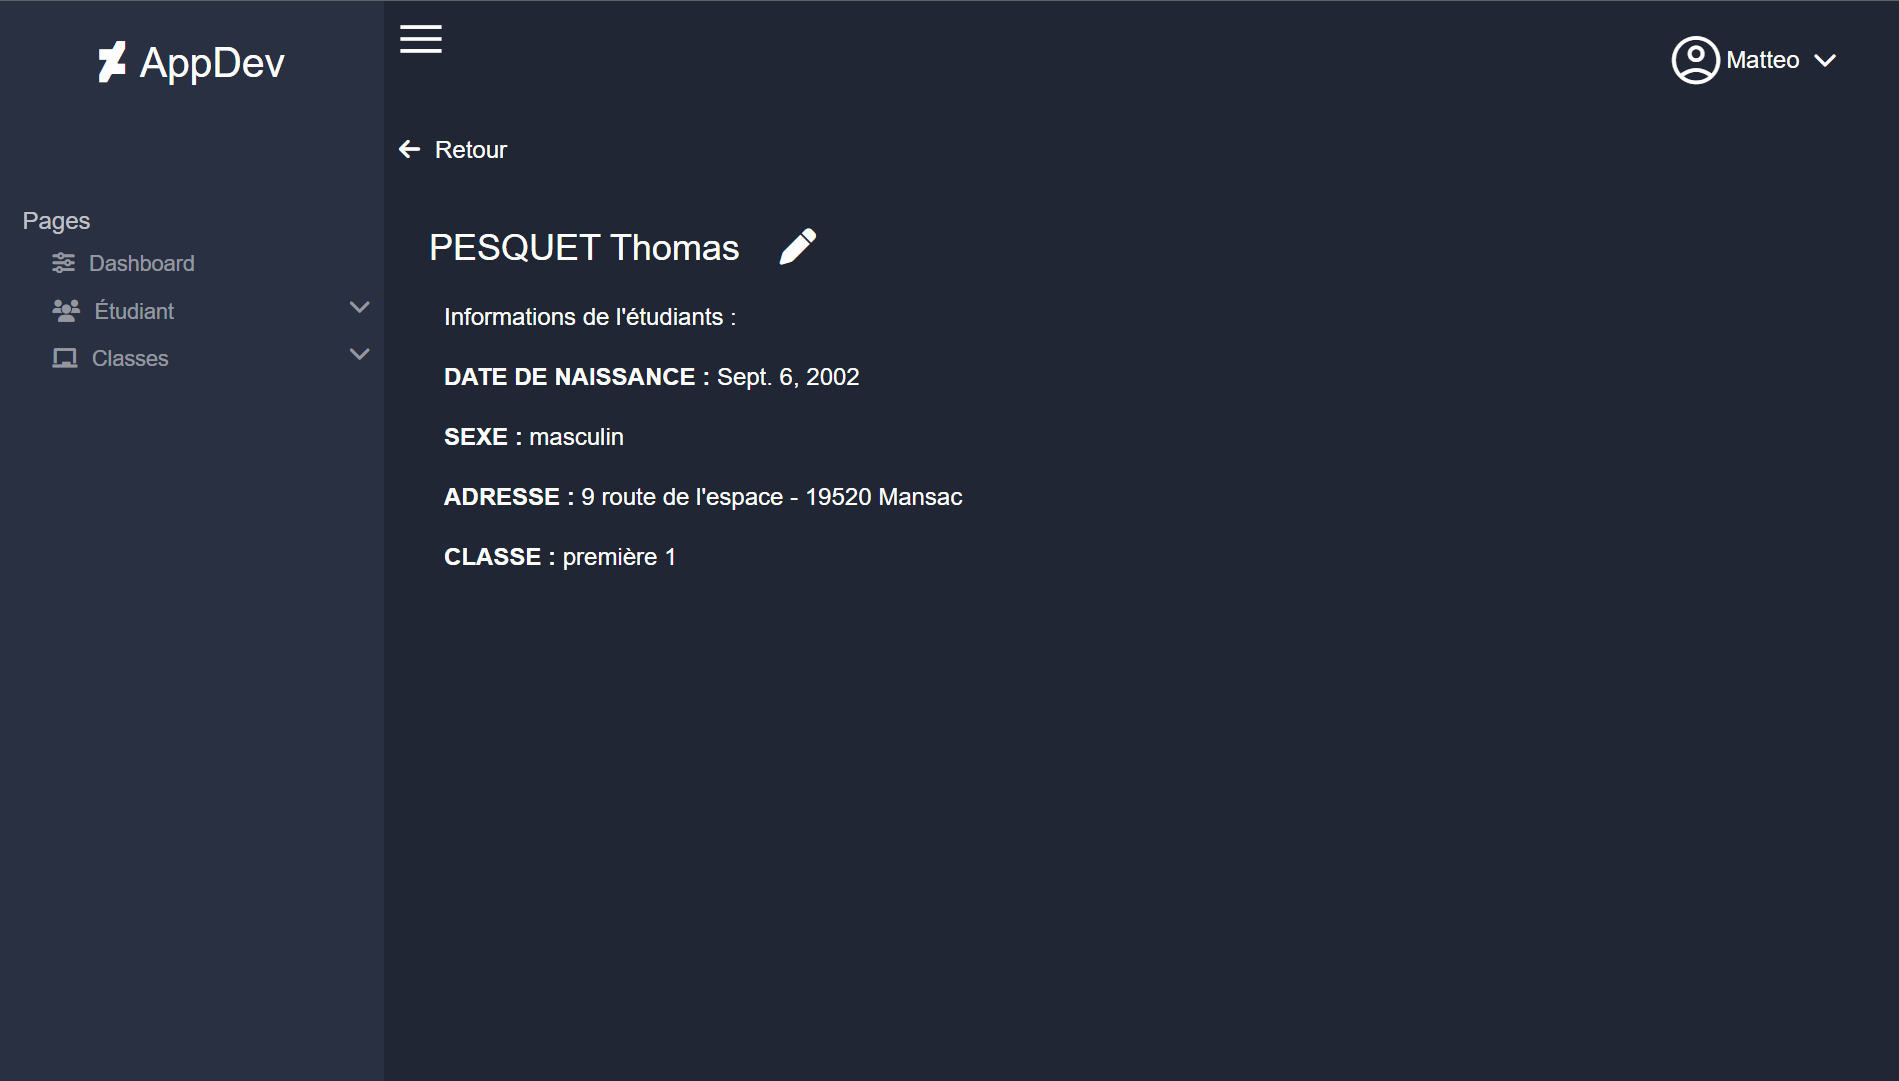 AppDev
Matteo
Retour
Pages
Dashboard
Étudiant
Classes
PESQUET Thomas
Informations de l'étudiants :
DATE DE NAISSANCE : Sept. 6, 2002
SEXE : masculin
ADRESSE : 9 route de l'espace - 19520 Mansac
CLASSE : première 1